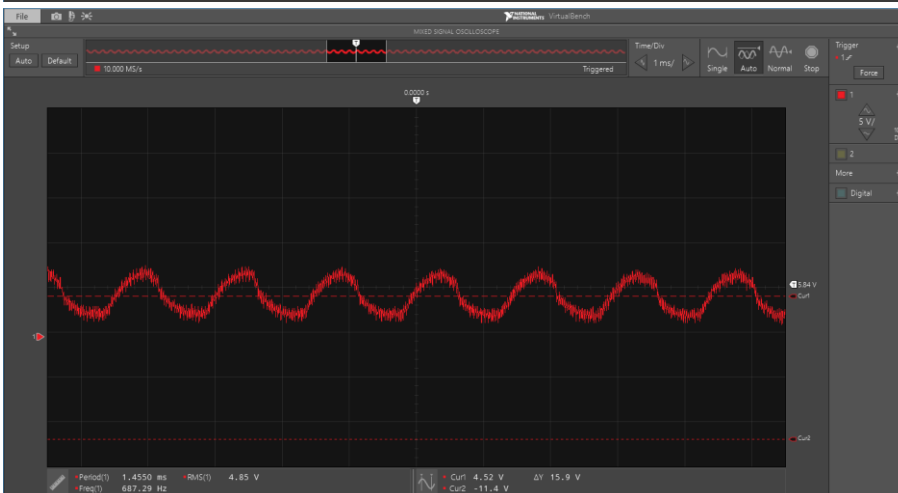 File
NATIONAL INSTRUMENTS VirtualBench
MIXED SIGNAL OSCILLOSCOPE
Setup
Auto Default
10.000 MS/s Triggered
Time/Div
1 ms/
Single Auto Normal Stop
Trigger
1
Force
0.0000 s
T
1
5 V/
2
More
Digital
T 5.84 V
Cur1
1
Cur2
Period(1) 1.4550 ms RMS(1) 4.85 V
Freq(1) 687.29 Hz
Cur1 4.52 V ΔY 15.9 V
Cur2 -11.4 V